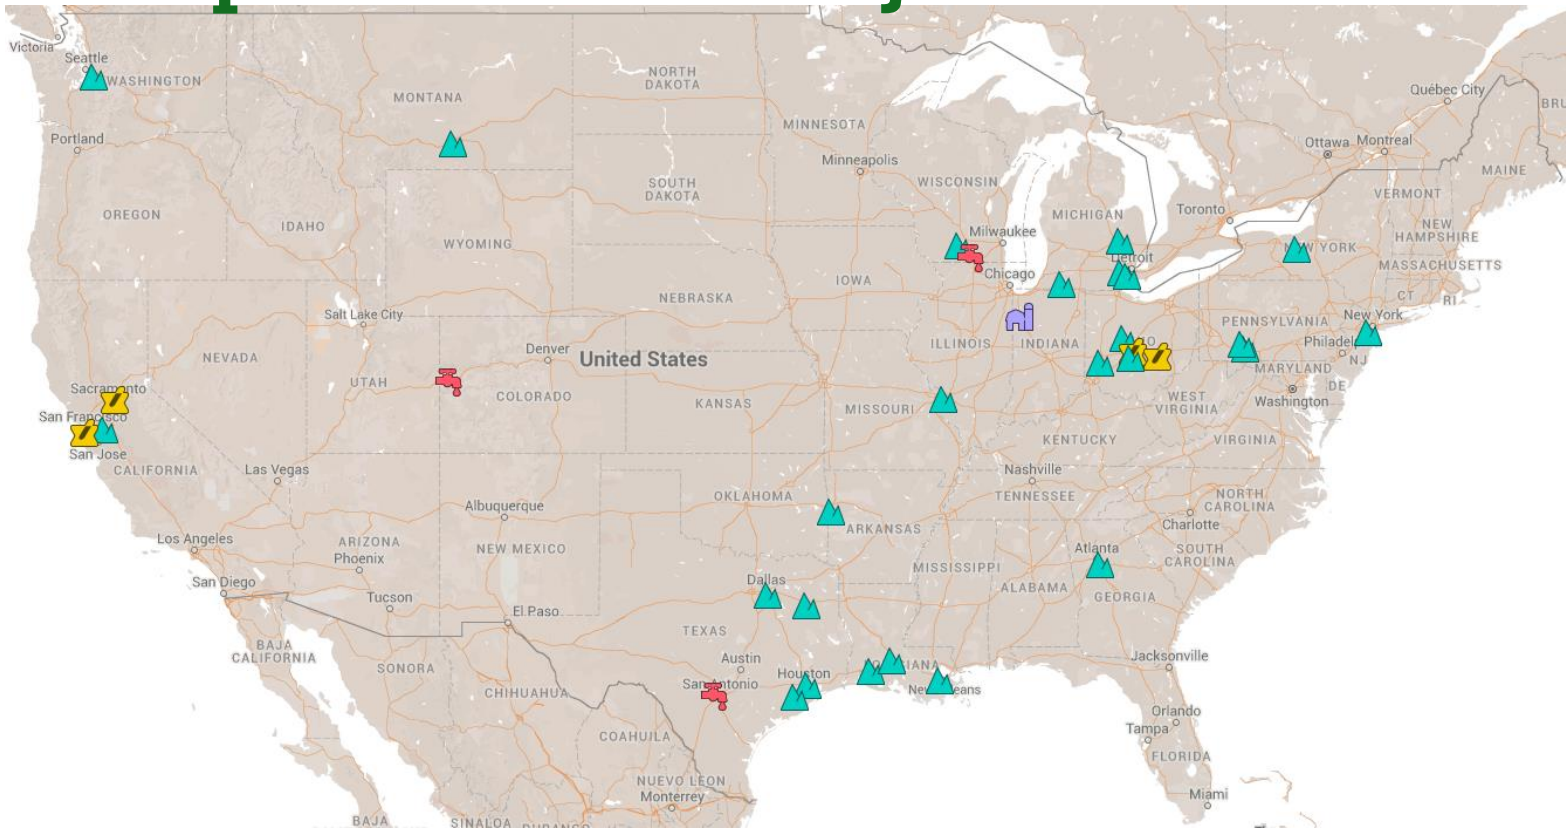 Victoria
Seattle
WASHINGTON
NORTH
DAKOTA
MONTANA
Québec City
MINNESOTA
Portland
Ottawa
Montreal
Minneapolis
MAINE
WISCONSIN
SOUTH
DAKOTA
VERMONT
OREGON
MICHIGAN
Toronto
IDAHO
NEW
HAMPSHIRE
Milwaukee
WYOMING
NEW YORK
Detroit
MASSACHUSETTS
Chicago
IOWA
NEBRASKA
CT
RI
Salt Lake City
New York
PENNSYLVANIA
ILLINOIS
INDIANA
Denver
United States
NEVADA
NJ
MARYLAND
UTAH
Sacramento
DE
COLORADO
WEST
VIRGINIA
Washington
KANSAS
MISSOURI
San Francisco
KENTUCKY
VIRGINIA
San Jose
CALIFORNIA
Las Vegas
Nashville
TENNESSEE
OKLAHOMA
NORTH
CAROLINA
Albuquerque
Charlotte
ARKANSAS
Los Angeles
ARIZONA
NEW MEXICO
Atlanta
SOUTH
CAROLINA
Phoenix
MISSISSIPPI
San Diego
Dallas
ALABAMA
GEORGIA
Tucson
El Paso
TEXAS
BAJA
CALIFORNIA
SONORA
Austin
Jacksonville
Houston
San Antonio
CHIHUAHUA
New Orleans
Orlando
Tampa
COAHUILA
FLORIDA
NUEVO LEON
Monterrey
Miami
BAJA
SINALOA
DURANGO